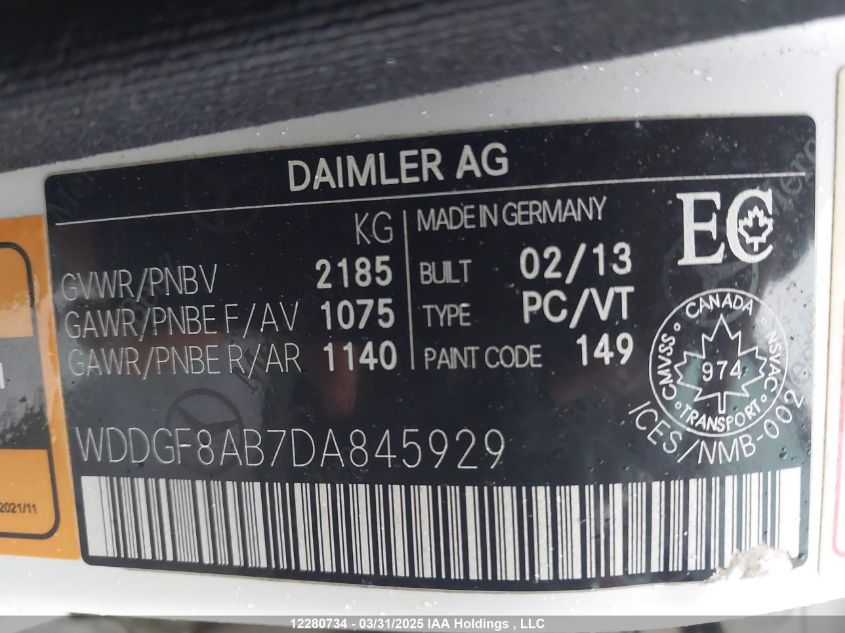 DAIMLER AG
KG
GVWR/PNBV 2185
GAWR/PNBE F/AV 1075
GAWR/PNBE R/AR 1140
MADE IN GERMANY
BUILT 02/13
TYPE PC/VT
PAINT CODE 149
EC
CANADA
CMVSS 974 NSVAC
TRANSPORT
ICES/NMB-002
WDDGF8AB7DA845929
2021/11
12280734 - 03/31/2025 IAA Holdings , LLC